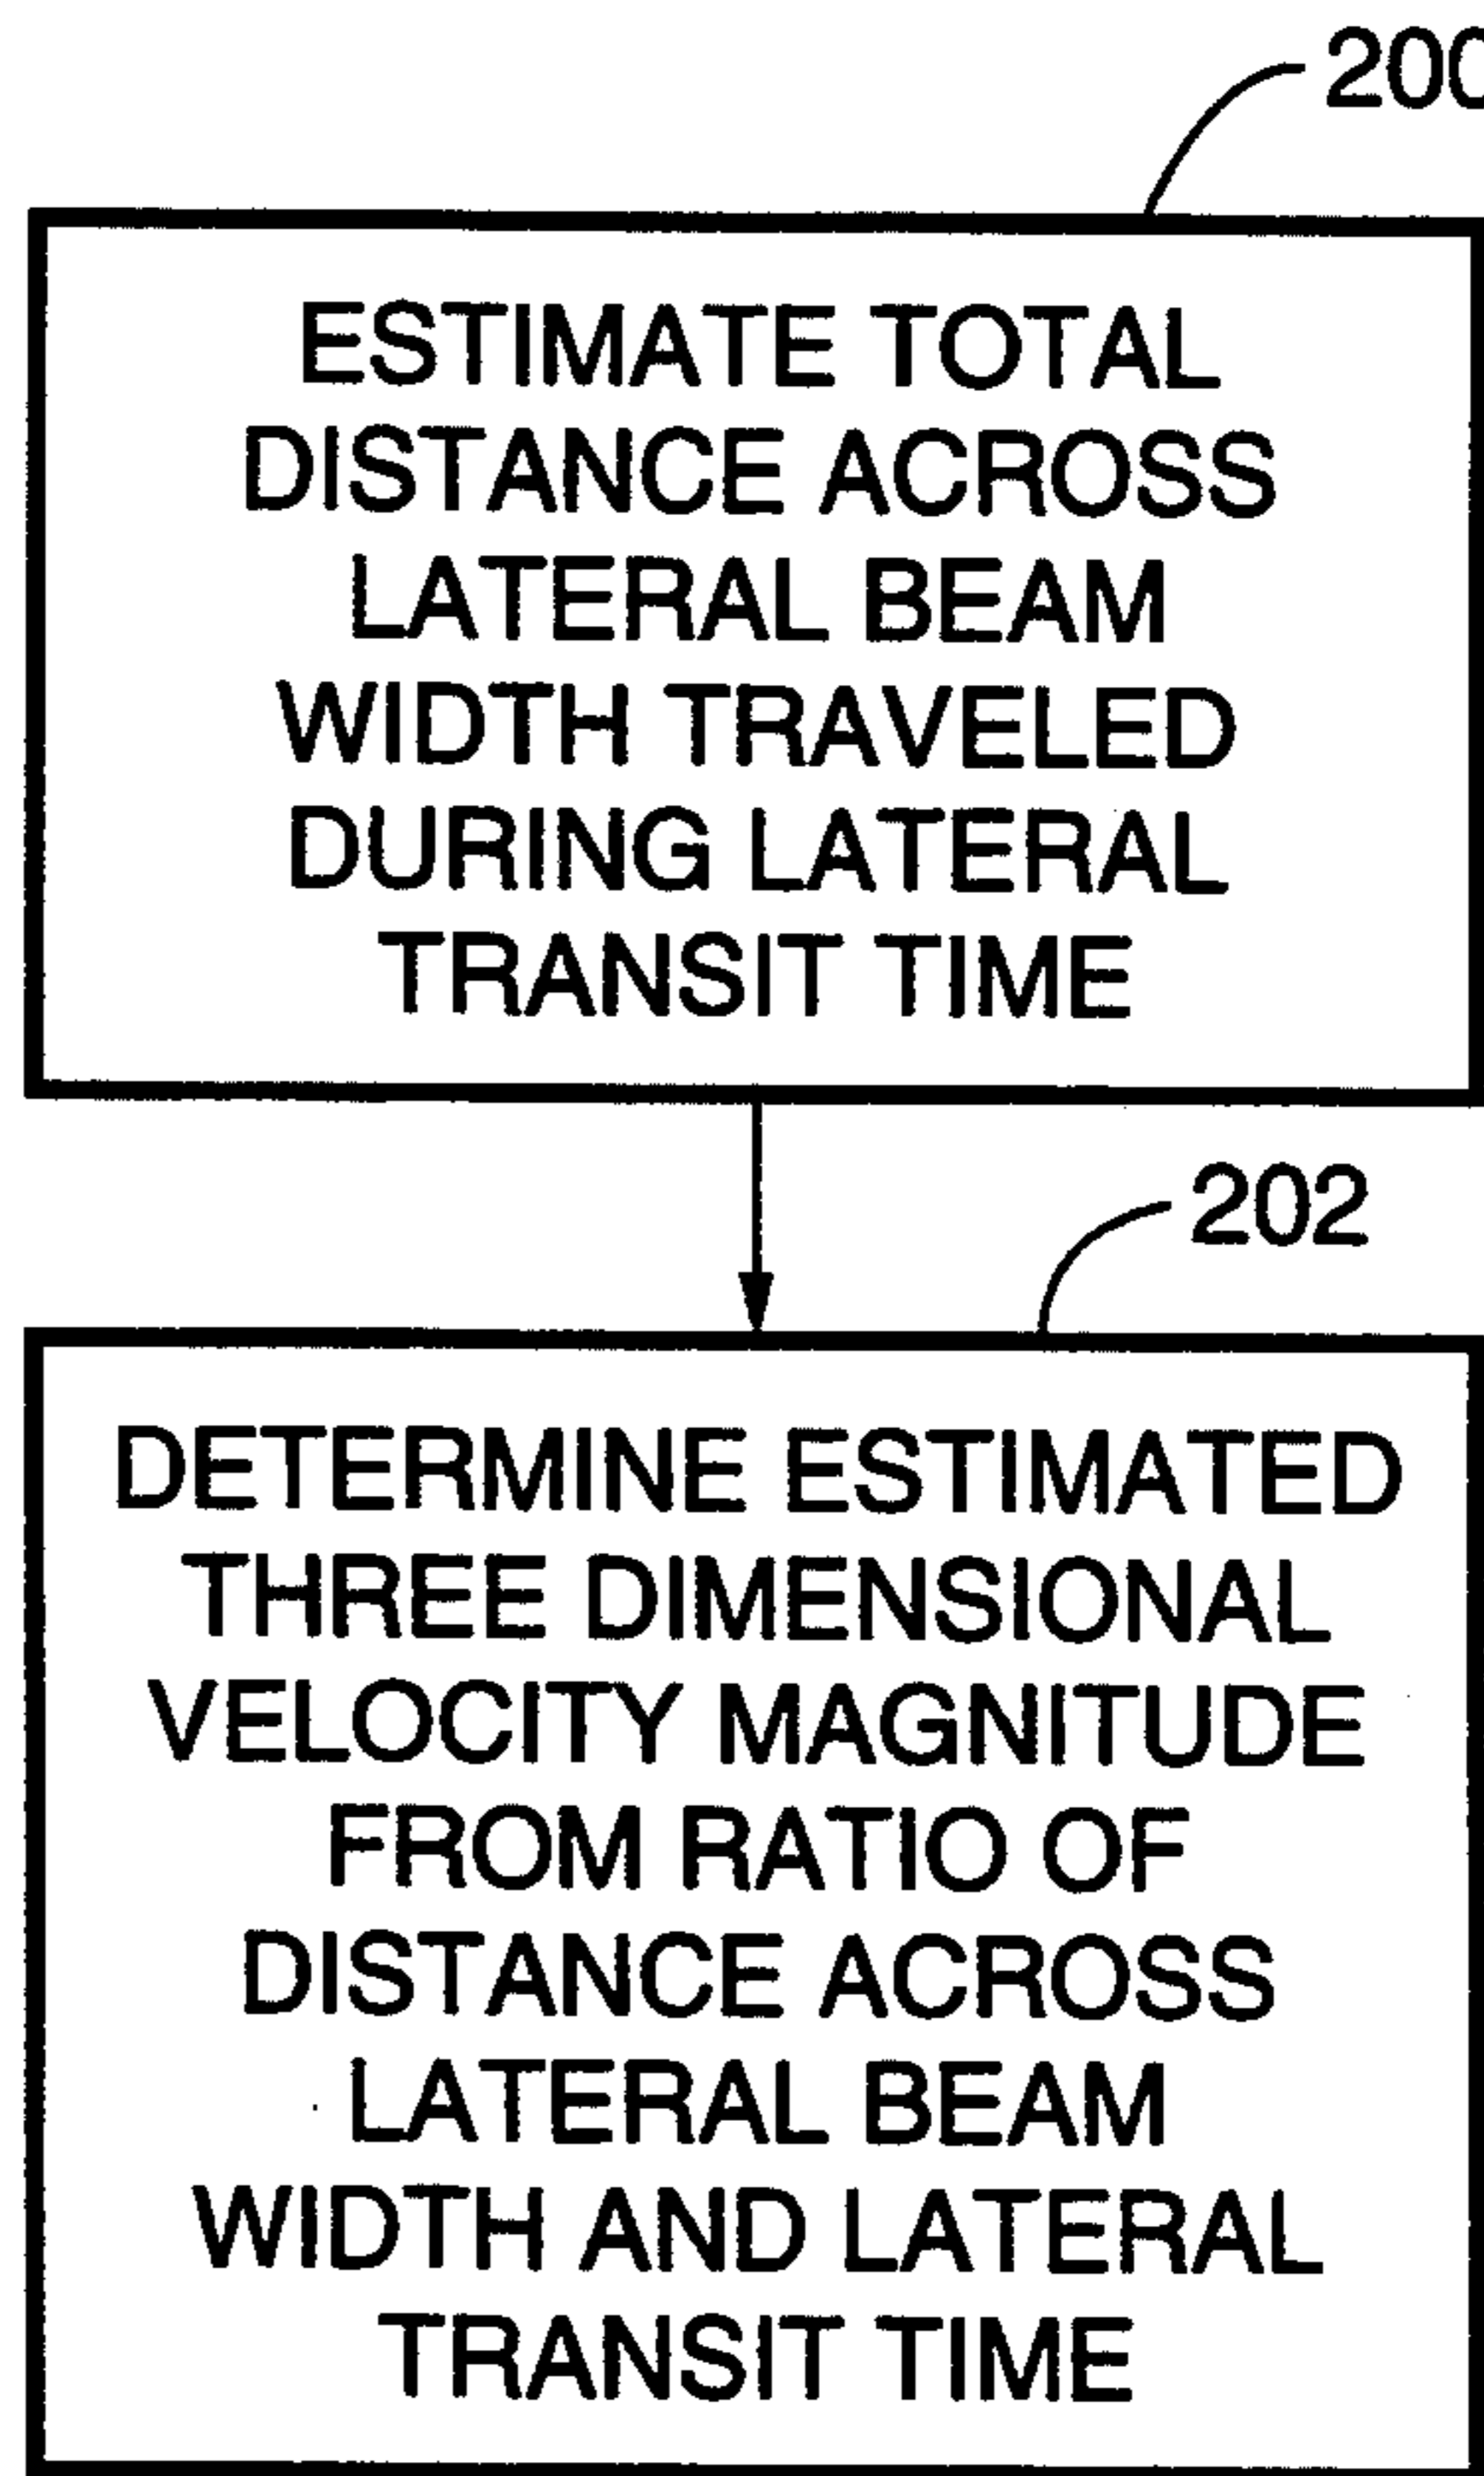 200
ESTIMATE TOTAL
DISTANCE ACROSS
LATERAL BEAM
WIDTH TRAVELED
DURING LATERAL
TRANSIT TIME
202
DETERMINE ESTIMATED
THREE DIMENSIONAL
VELOCITY MAGNITUDE
FROM RATIO OF
DISTANCE ACROSS
LATERAL BEAM
WIDTH AND LATERAL
TRANSIT TIME